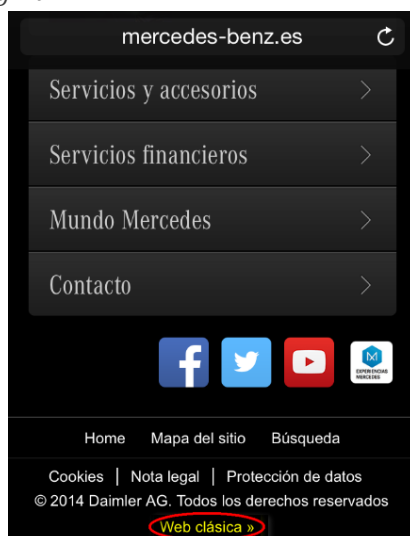 mercedes-benz.es
Servicios y accesorios
Servicios financieros
Mundo Mercedes
Contacto
EXPERIENCIAS
MERCEDES
Home Mapa del sitio Búsqueda
Cookies | Nota legal | Protección de datos
© 2014 Daimler AG. Todos los derechos reservados
Web clásica »